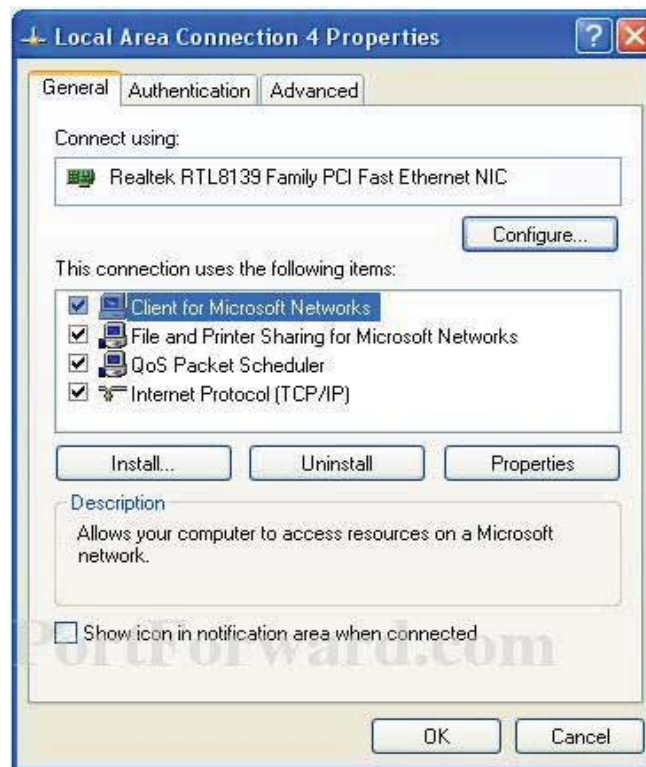 Local Area Connection 4 Properties
General Authentication Advanced
Connect using:
Realtek RTL8139 Family PCI Fast Ethernet NIC
Configure...
This connection uses the following items:
Client for Microsoft Networks
File and Printer Sharing for Microsoft Networks
QoS Packet Scheduler
Internet Protocol (TCP/IP)
Install... Uninstall Properties
Description
Allows your computer to access resources on a Microsoft
network.
Show icon in notification area when connected
PortForward.com
OK Cancel